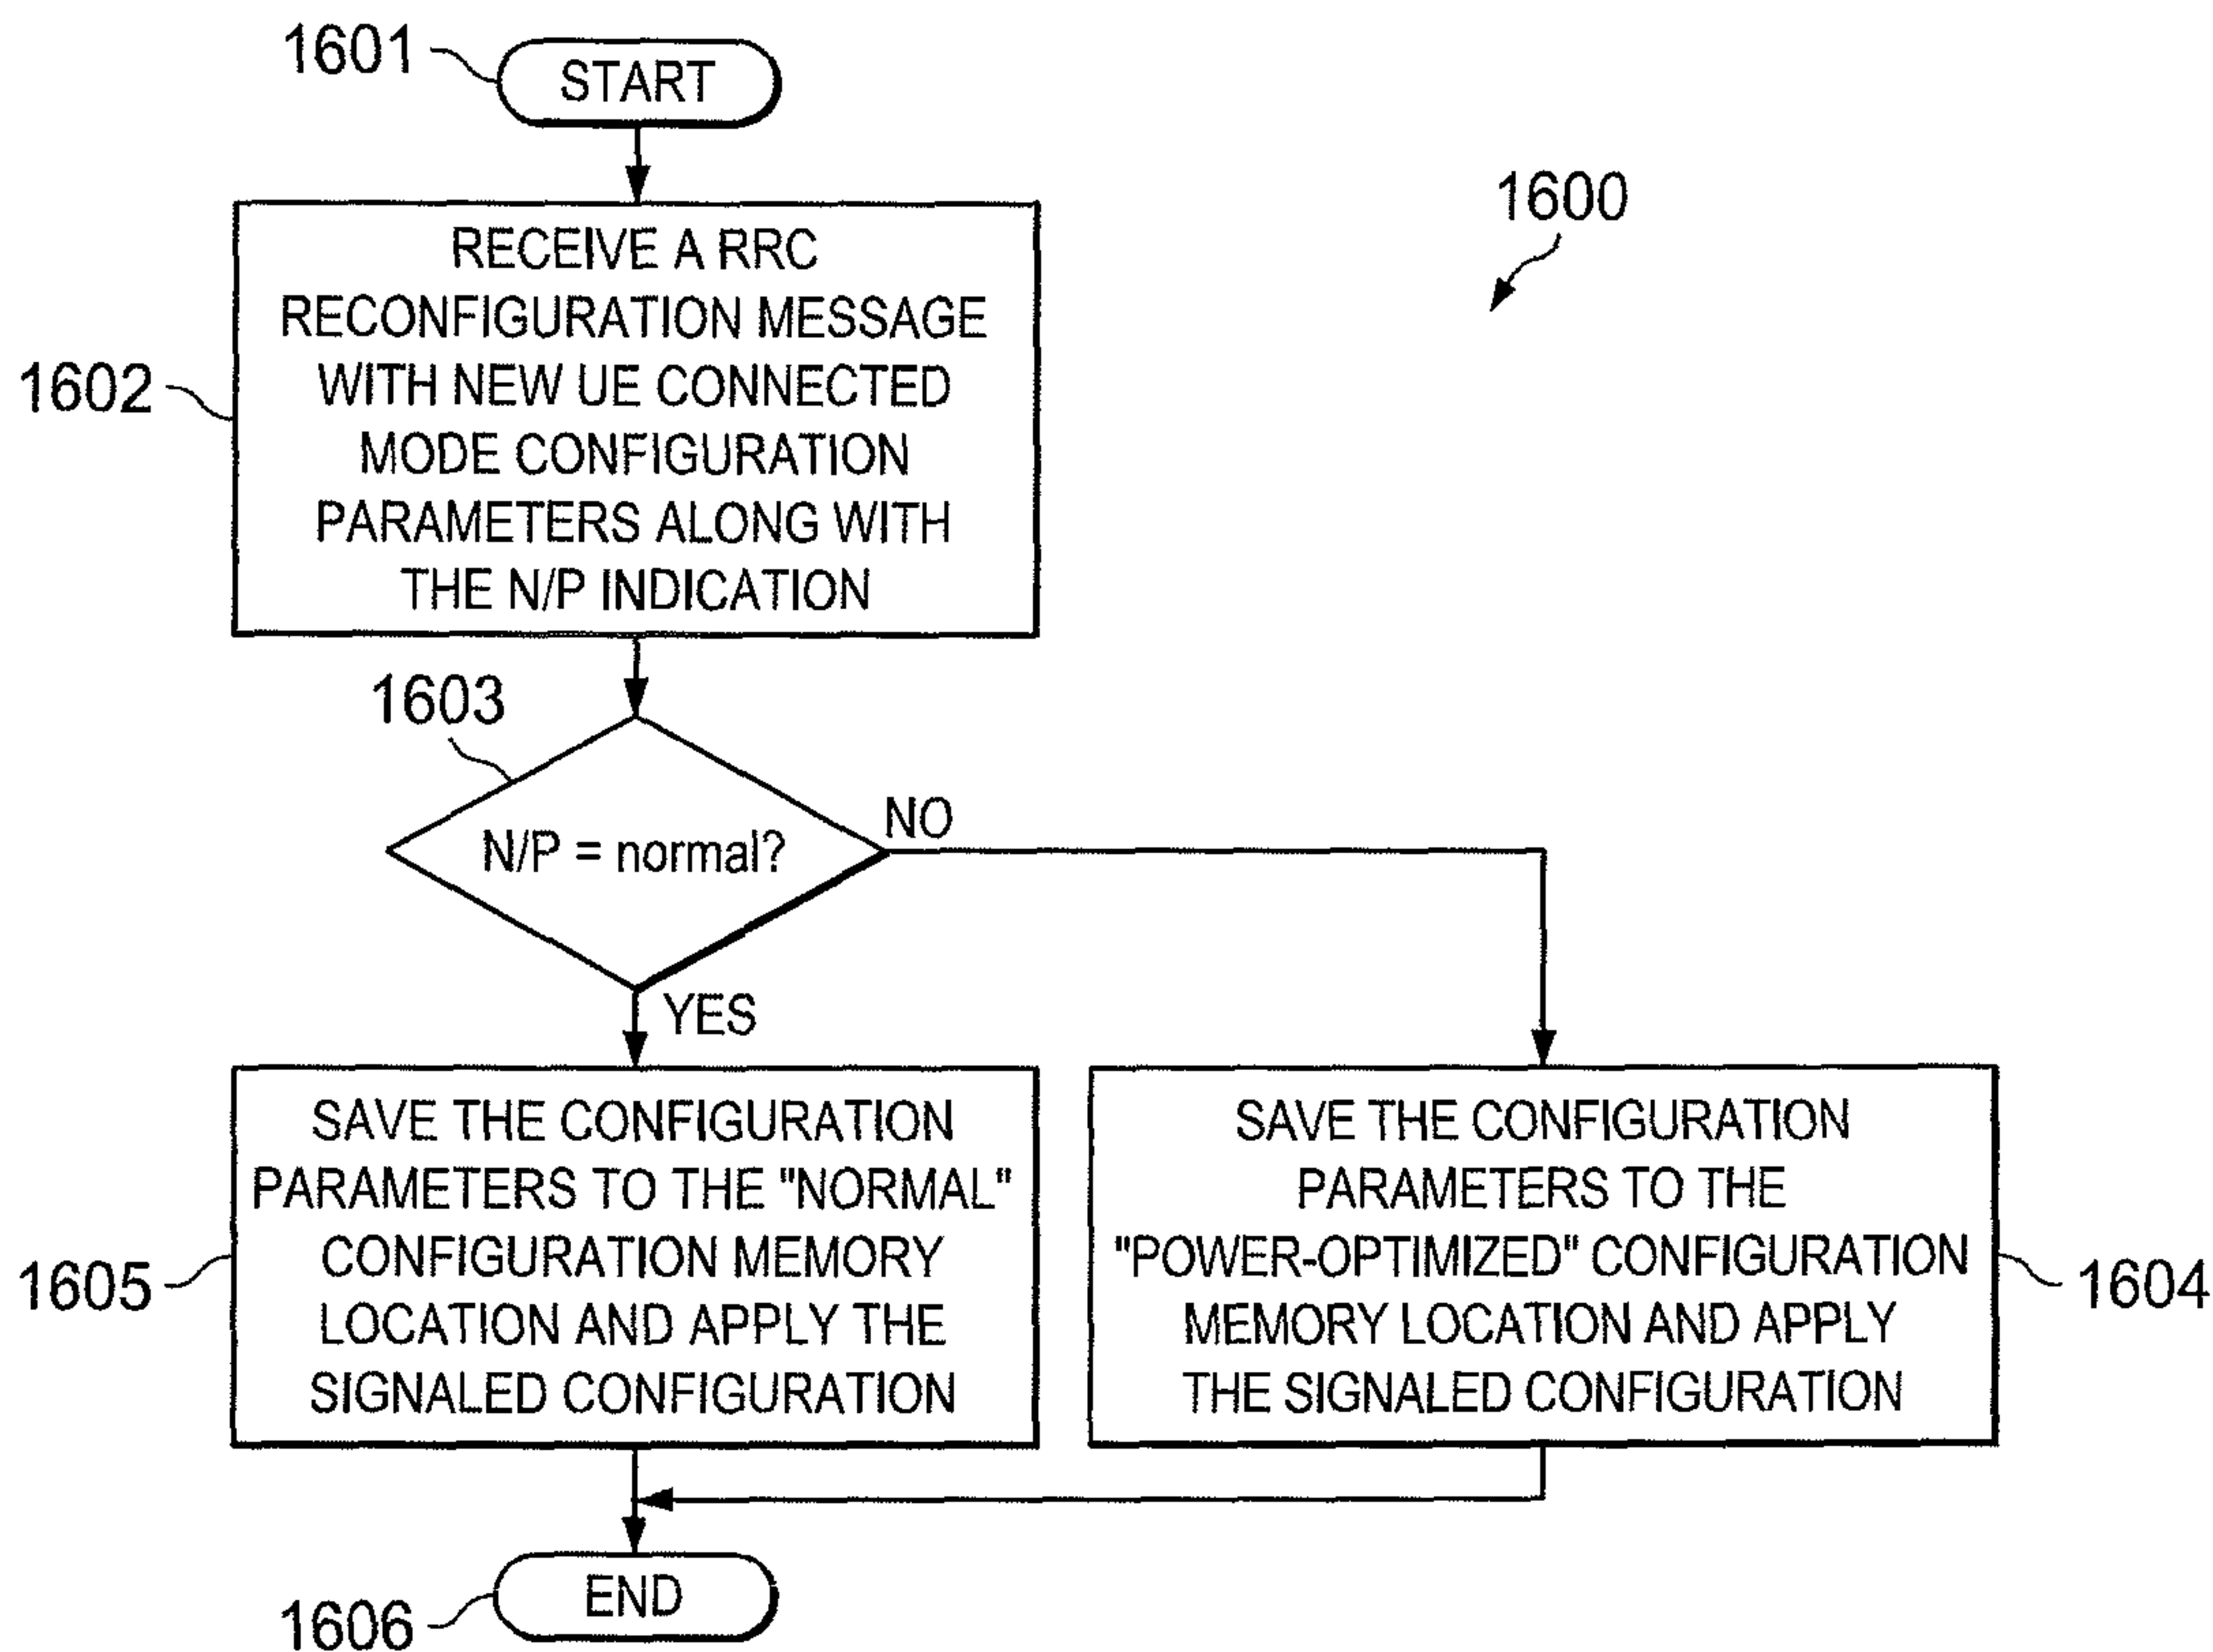 1601
START
1600
RECEIVE A RRC
RECONFIGURATION MESSAGE
WITH NEW UE CONNECTED
MODE CONFIGURATION
PARAMETERS ALONG WITH
THE N/P INDICATION
1602
1603
N/P = normal?
NO
YES
SAVE THE CONFIGURATION
PARAMETERS TO THE "NORMAL"
CONFIGURATION MEMORY
LOCATION AND APPLY THE
SIGNALED CONFIGURATION
1605
SAVE THE CONFIGURATION
PARAMETERS TO THE
"POWER-OPTIMIZED" CONFIGURATION
MEMORY LOCATION AND APPLY
THE SIGNALED CONFIGURATION
1604
END
1606